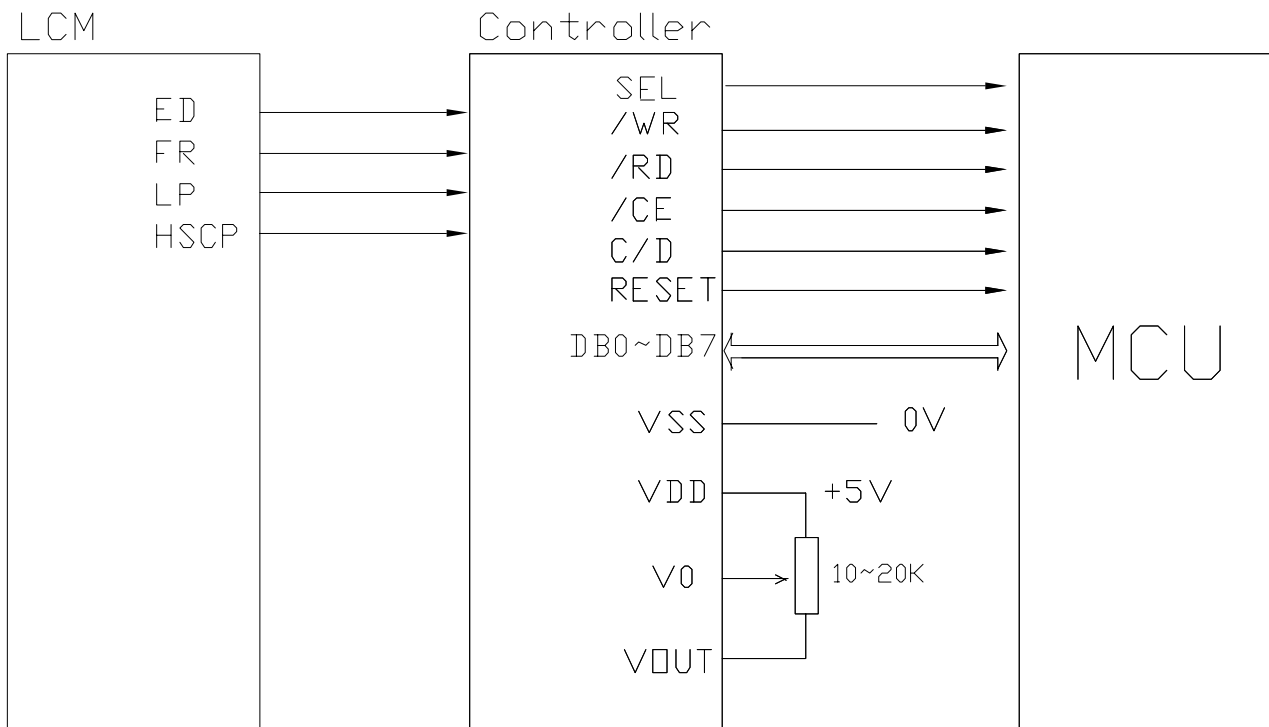 LCM
Controller
MCU
ED
FR
LP
HSCP
SEL
/WR
/RD
/CE
C/D
RESET
DB0~DB7
VSS
0V
VDD
+5V
V0
10~20K
VOUT